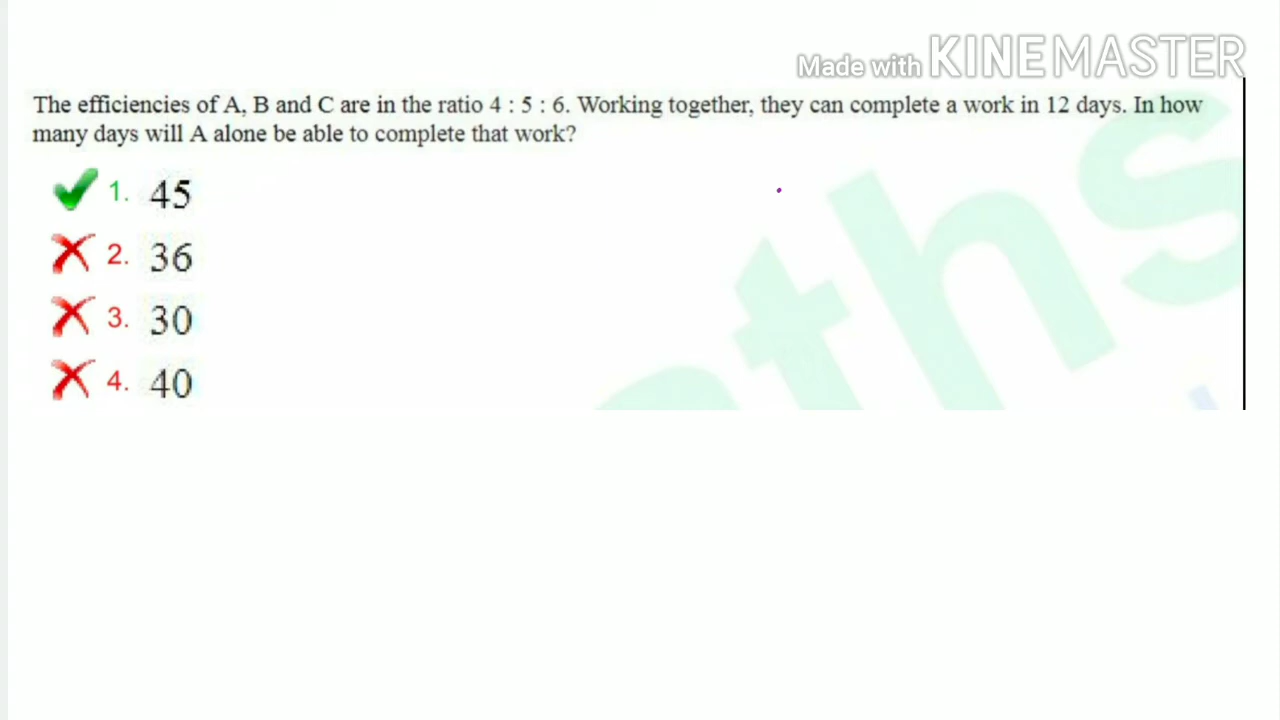 Made with KINEMASTER
The efficiencies of A, B and C are in the ratio 4 : 5 : 6. Working together, they can complete a work in 12 days. In how
many days will A alone be able to complete that work?
1. 45
2. 36
3. 30
4. 40
aths